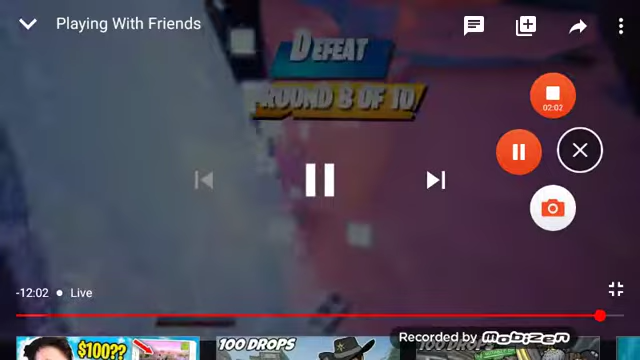 Playing With Friends
DEFEAT
ROUND 8 OF 10
02:02
-12:02 • Live
Recorded by MOBIZEN
$100??
100 DROPS